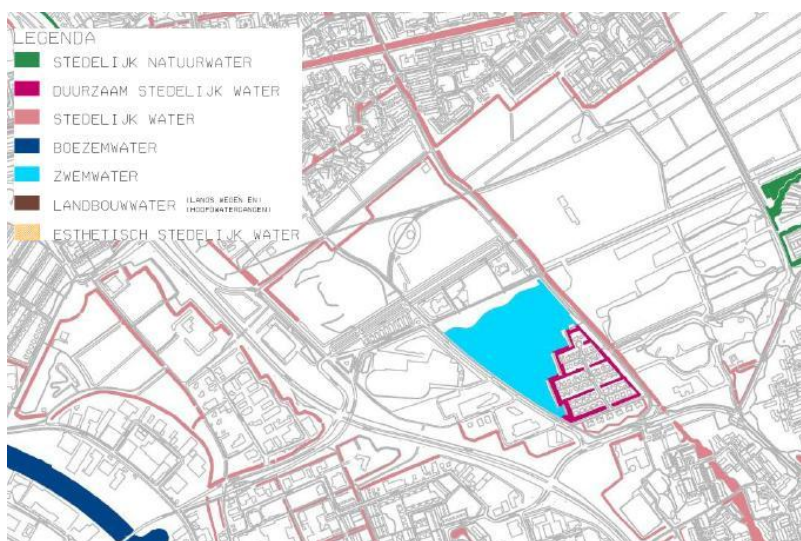 LEGENDA
STEDELIJK NATUURWATER
DUURZAAM STEDELIJK WATER
STEDELIJK WATER
BOEZEMWATER
ZWEMWATER
LANDBOUWWATER (LANGS WEGEN EN) (HOOFDWATERGANGEN)
ESTHETISCH STEDELIJK WATER